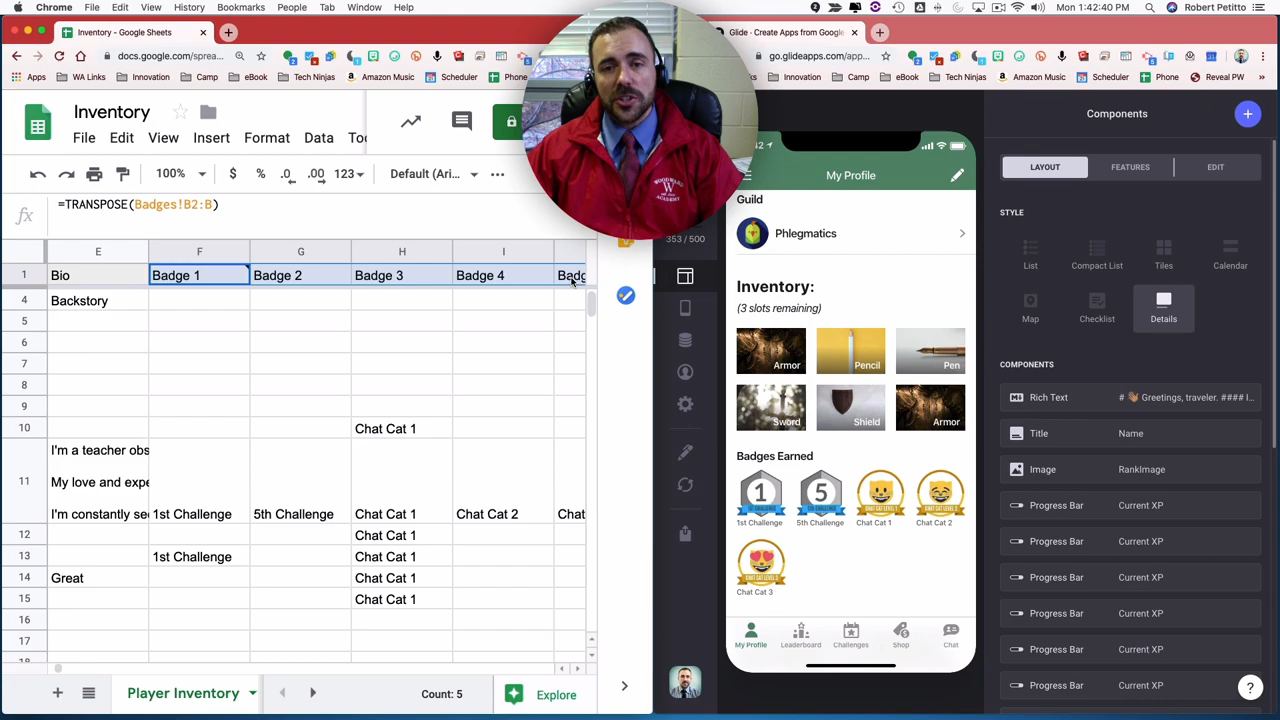 Chrome File Edit View History Bookmarks People Tab Window Help
Mon 1:42:40 PM Robert Petitto
Inventory - Google Sheets
Glide · Create Apps from Google
docs.google.com/sprea...
go.glideapps.com/app...
Apps WA Links Innovation Camp eBook Tech Ninjas Amazon Music Scheduler Phone
Innovation Camp eBook Tech Ninjas Amazon Music Scheduler Phone Reveal PW
Inventory
File Edit View Insert Format Data
100% $ % .0 .00 123 Default (Ari...
fx =TRANSPOSE(Badges!B2:B)
E F G H I
1 Bio Badge 1 Badge 2 Badge 3 Badge 4 Badg
4 Backstory
5
6
7
8
9
10 Chat Cat 1
I'm a teacher obs
11 My love and expe
I'm constantly see 1st Challenge 5th Challenge Chat Cat 1 Chat Cat 2 Chat
12 Chat Cat 1
13 1st Challenge Chat Cat 1
14 Great Chat Cat 1
15 Chat Cat 1
16
17
Player Inventory Count: 5 Explore
WOODWARD
W
ACADEMY
353 / 500
My Profile
Guild
Phlegmatics
Inventory:
(3 slots remaining)
Armor Pencil Pen
Sword Shield Armor
Badges Earned
1 5
1st Challenge 5th Challenge Chat Cat 1 Chat Cat 2
Chat Cat 3
My Profile Leaderboard Challenges Shop Chat
Components
LAYOUT FEATURES EDIT
STYLE
List Compact List Tiles Calendar
Map Checklist Details
COMPONENTS
Rich Text # 👋 Greetings, traveler. #### I...
Title Name
Image RankImage
Progress Bar Current XP
Progress Bar Current XP
Progress Bar Current XP
Progress Bar Current XP
Progress Bar Current XP
Progress Bar Current XP
?